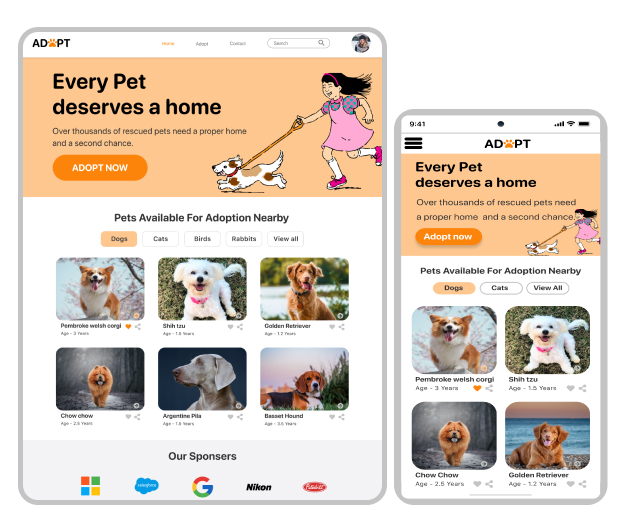 ADOPT
Home Adopt Contact Search
Every Pet
deserves a home
Over thousands of rescued pets need a proper home
and a second chance.
ADOPT NOW
Pets Available For Adoption Nearby
Dogs Cats Birds Rabbits View all
Pembroke welsh corgi Shih tzu Golden Retriever
Age - 3 Years Age - 1.5 Years Age - 1.2 Years
Chow chow Argentine Pila Basset Hound
Age - 2.5 Years Age - 1.5 Years Age - 3.5 Years
Our Sponsers
salesforce Nikon
9:41
ADOPT
Every Pet
deserves a home
Over thousands of rescued pets need
a proper home and a second chance
Adopt now
Pets Available For Adoption Nearby
Dogs Cats View All
Pembroke welsh corgi Shih tzu
Age - 3 Years Age - 1.5 Years
Chow Chow Golden Retriever
Age - 2.5 Years Age - 1.2 Years